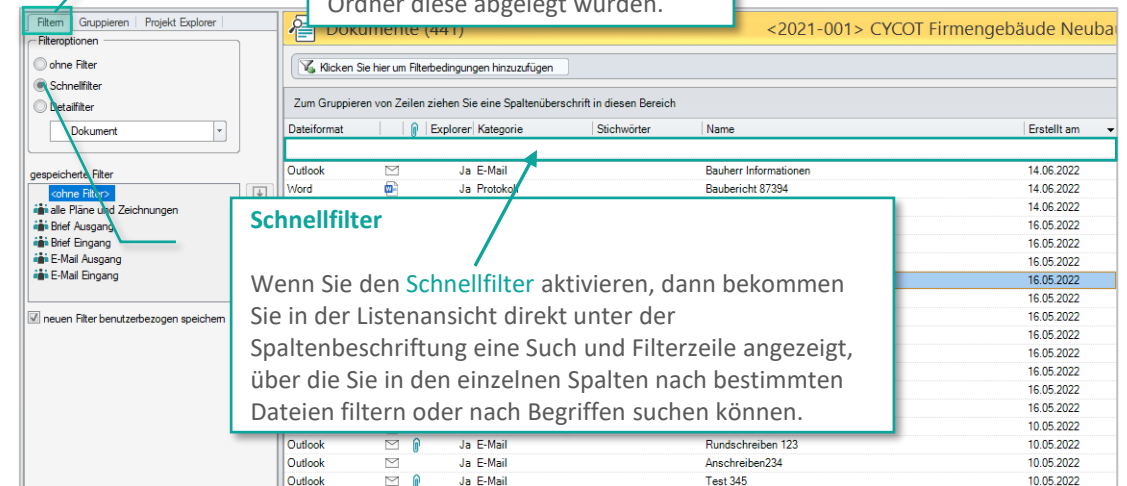 Ordner diese abgelegt wurden.
Filtern Gruppieren Projekt Explorer
Dokumente (441) <2021-001> CYCOT Firmengebäude Neubau
Filteroptionen
ohne Filter
Klicken Sie hier um Filterbedingungen hinzuzufügen
Schnellfilter
Detailfilter
Zum Gruppieren von Zeilen ziehen Sie eine Spaltenüberschrift in diesen Bereich
Dokument
Dateiformat Explorer Kategorie Stichwörter Name Erstellt am
gespeicherte Filter
Outlook Ja E-Mail Bauherr Informationen 14.06.2022
<ohne Filter>
Word Ja Protokoll Baubericht 87394 14.06.2022
alle Pläne und Zeichnungen
14.06.2022
Brief Ausgang
16.05.2022
Brief Eingang
16.05.2022
E-Mail Ausgang
16.05.2022
E-Mail Eingang
16.05.2022
16.05.2022
neuen Filter benutzerbezogen speichern
16.05.2022
16.05.2022
16.05.2022
16.05.2022
16.05.2022
16.05.2022
10.05.2022
Schnellfilter
Wenn Sie den Schnellfilter aktivieren, dann bekommen
Sie in der Listenansicht direkt unter der
Spaltenbeschriftung eine Such und Filterzeile angezeigt,
über die Sie in den einzelnen Spalten nach bestimmten
Dateien filtern oder nach Begriffen suchen können.
Outlook Ja E-Mail Rundschreiben 123 10.05.2022
Outlook Ja E-Mail Anschreiben234 10.05.2022
Outlook Ja E-Mail Test 345 10.05.2022